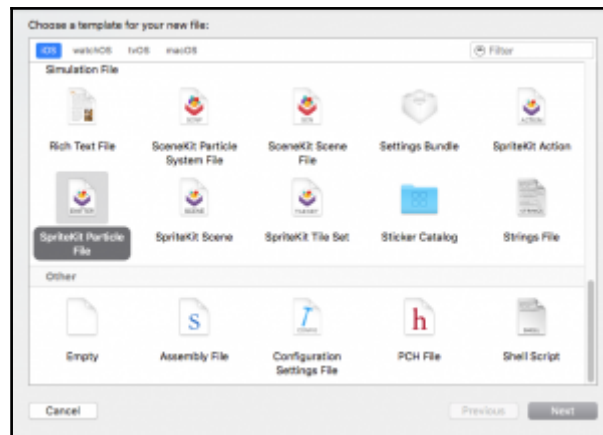 Choose a template for your new file:
iOS watchOS tvOS macOS Filter
Simulation File
Rich Text File SceneKit Particle System File SceneKit Scene File Settings Bundle SpriteKit Action
SpriteKit Particle File SpriteKit Scene SpriteKit Tile Set Sticker Catalog Strings File
Other
Empty Assembly File Configuration Settings File PCH File Shell Script
Cancel Previous Next